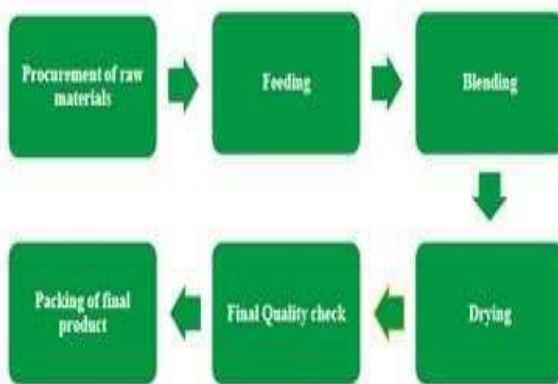 Procurement of raw
materials
Feeding
Blending
Drying
Final Quality check
Packing of final
product